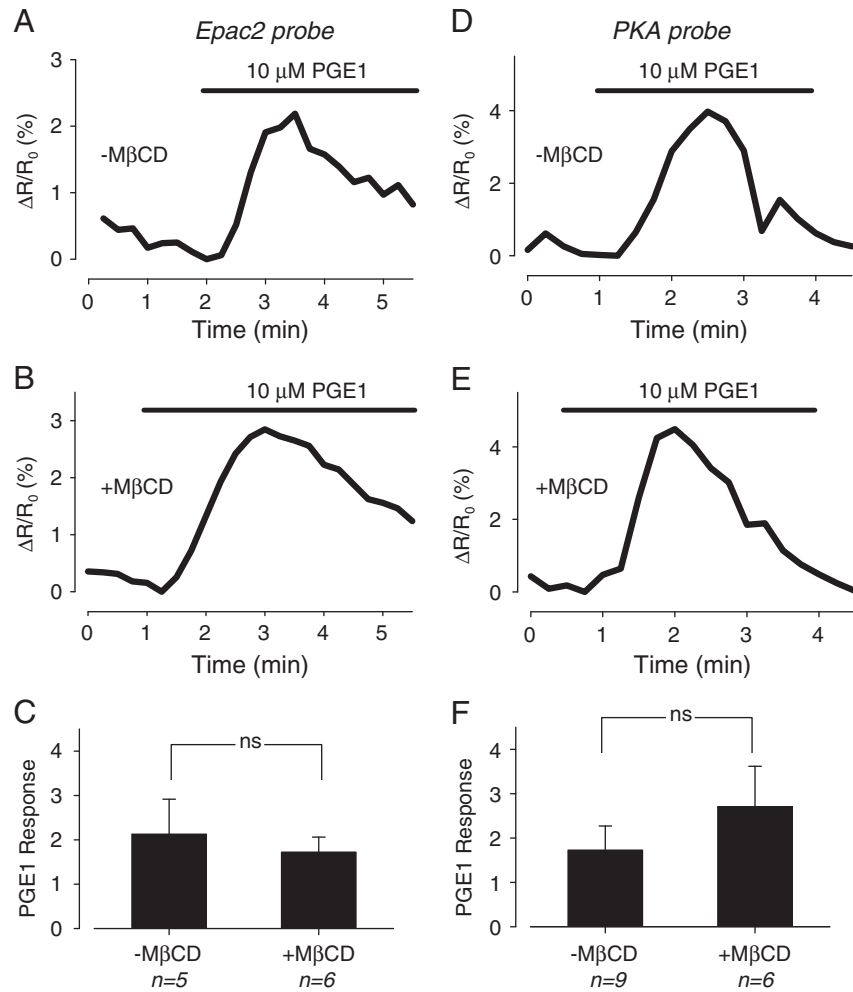 A
Epac2 probe
10 μM PGE1
3
2
1
0
ΔR/R0 (%)
-MβCD
0 1 2 3 4 5
Time (min)
B
10 μM PGE1
3
2
1
0
ΔR/R0 (%)
+MβCD
0 1 2 3 4 5
Time (min)
C
4
3
2
1
0
PGE1 Response
ns
-MβCD +MβCD
n=5 n=6
D
PKA probe
10 μM PGE1
4
2
0
ΔR/R0 (%)
-MβCD
0 1 2 3 4
Time (min)
E
10 μM PGE1
4
2
0
ΔR/R0 (%)
+MβCD
0 1 2 3 4
Time (min)
F
4
3
2
1
0
PGE1 Response
ns
-MβCD +MβCD
n=9 n=6